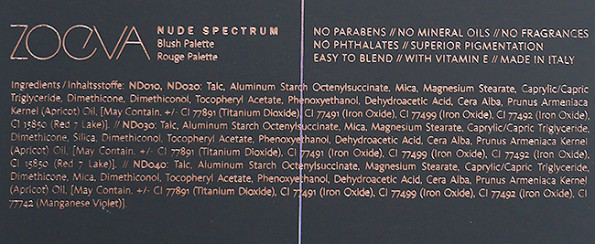 ZOEVA
NUDE SPECTRUM
Blush Palette
Rouge Palette
NO PARABENS // NO MINERAL OILS // NO FRAGRANCES
NO PHTHALATES // SUPERIOR PIGMENTATION
EASY TO BLEND // WITH VITAMIN E // MADE IN ITALY
Ingredients / Inhaltsstoffe: ND010, ND020: Talc, Aluminum Starch Octenylsuccinate, Mica, Magnesium Stearate, Caprylic/Capric
Triglyceride, Dimethicone, Dimethiconol, Tocopheryl Acetate, Phenoxyethanol, Dehydroacetic Acid, Cera Alba, Prunus Armeniaca
Kernel (Apricot) Oil. [May Contain. +/- CI 77891 (Titanium Dioxide), CI 77491 (Iron Oxide), CI 77499 (Iron Oxide), CI 77492 (Iron Oxide),
CI 15850 (Red 7 Lake)]. // ND030: Talc, Aluminum Starch Octenylsuccinate, Mica, Magnesium Stearate, Caprylic/Capric Triglyceride,
Dimethicone, Silica, Dimethiconol, Tocopheryl Acetate, Phenoxyethanol, Dehydroacetic Acid, Cera Alba, Prunus Armeniaca Kernel
(Apricot) Oil, [May Contain. +/- CI 77891 (Titanium Dioxide), CI 77491 (Iron Oxide), CI 77499 (Iron Oxide), CI 77492 (Iron Oxide),
CI 15850 (Red 7 Lake)]. // ND040: Talc, Aluminum Starch Octenylsuccinate, Magnesium Stearate, Caprylic/Capric Triglyceride,
Dimethicone, Mica, Dimethiconol, Tocopheryl Acetate, Phenoxyethanol, Dehydroacetic Acid, Cera Alba, Prunus Armeniaca Kernel
(Apricot) Oil, [May Contain. +/- CI 77891 (Titanium Dioxide), CI 77491 (Iron Oxide), CI 77499 (Iron Oxide), CI 77492 (Iron Oxide), CI
77742 (Manganese Violet)].